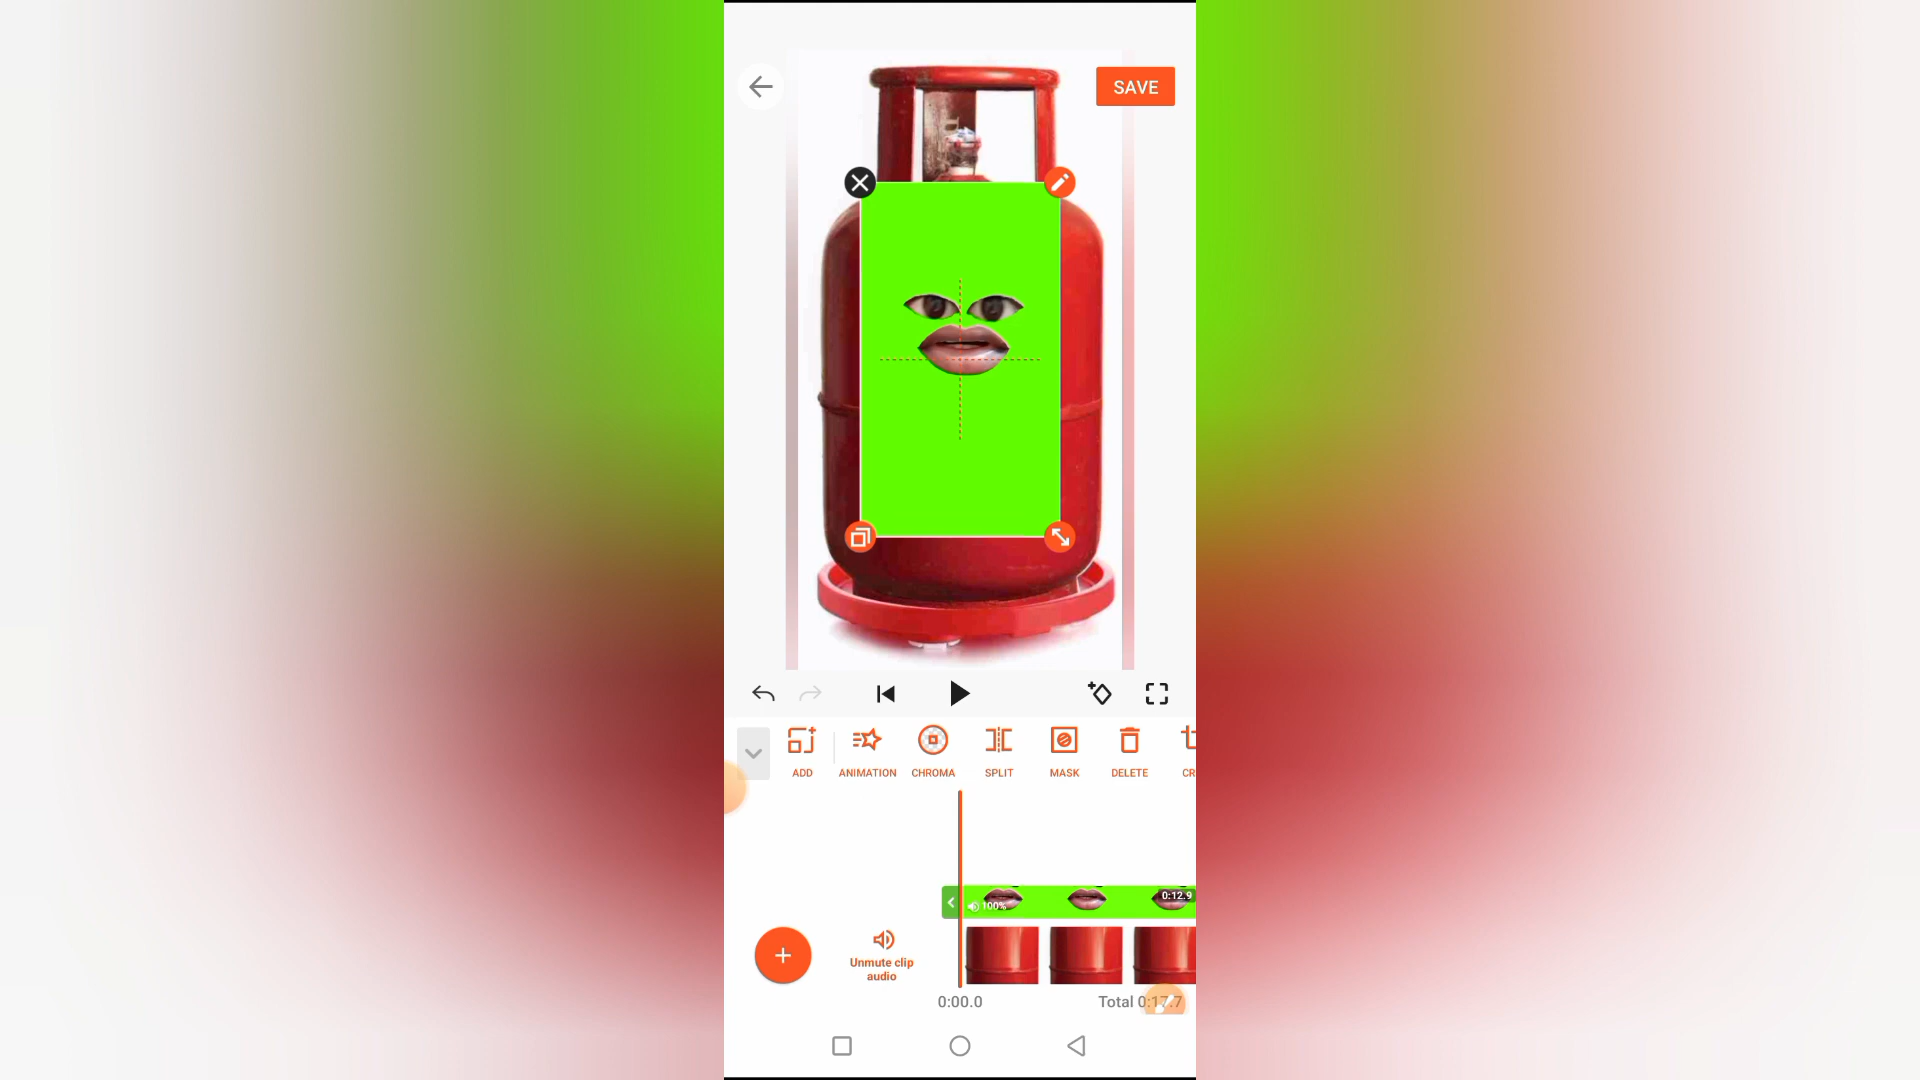 SAVE
ADD
ANIMATION
CHROMA
SPLIT
MASK
DELETE
CR
0:12.9
100%
Unmute clip
audio
0:00.0
Total 0:17.7